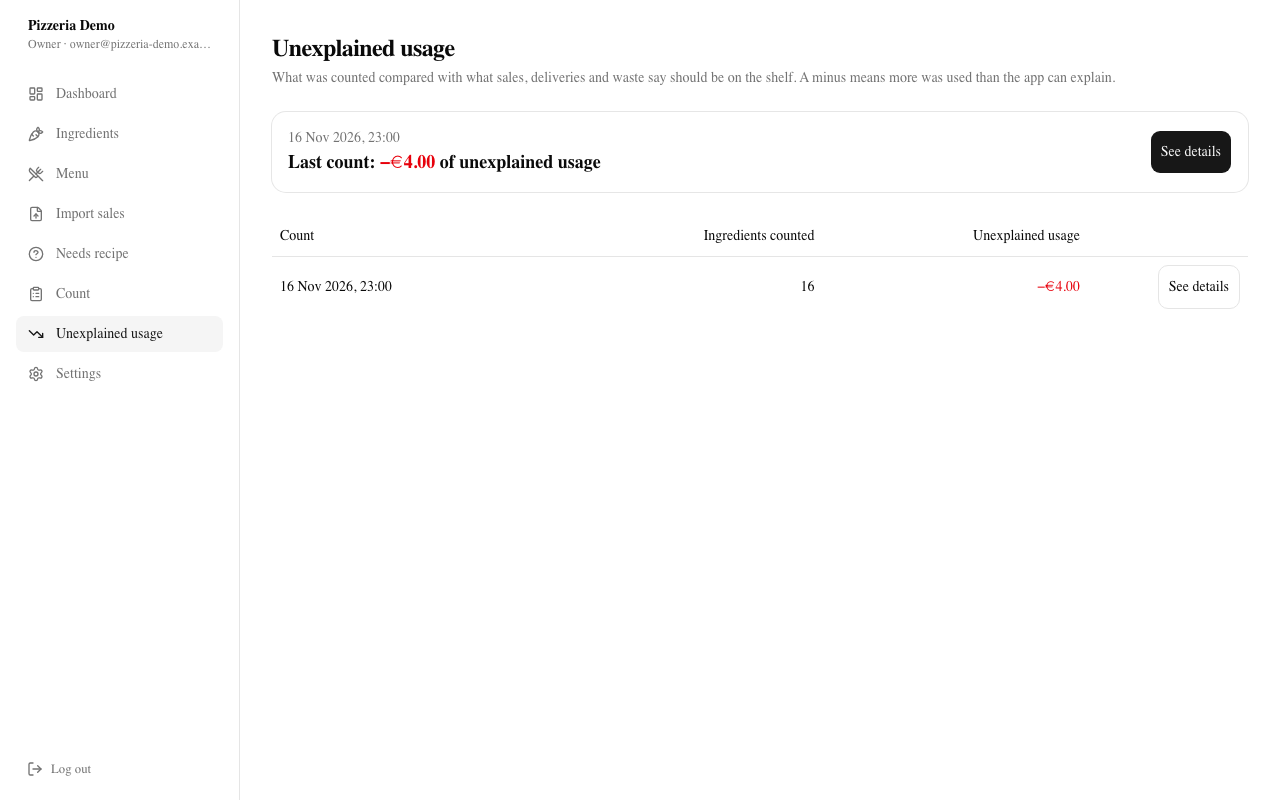 Pizzeria Demo
Owner · owner@pizzeria-demo.exa…
Dashboard
Ingredients
Menu
Import sales
Needs recipe
Count
Unexplained usage
Settings
Log out
Unexplained usage
What was counted compared with what sales, deliveries and waste say should be on the shelf. A minus means more was used than the app can explain.
16 Nov 2026, 23:00
Last count: −€4.00 of unexplained usage
See details
Count Ingredients counted Unexplained usage
16 Nov 2026, 23:00 16 −€4.00 See details